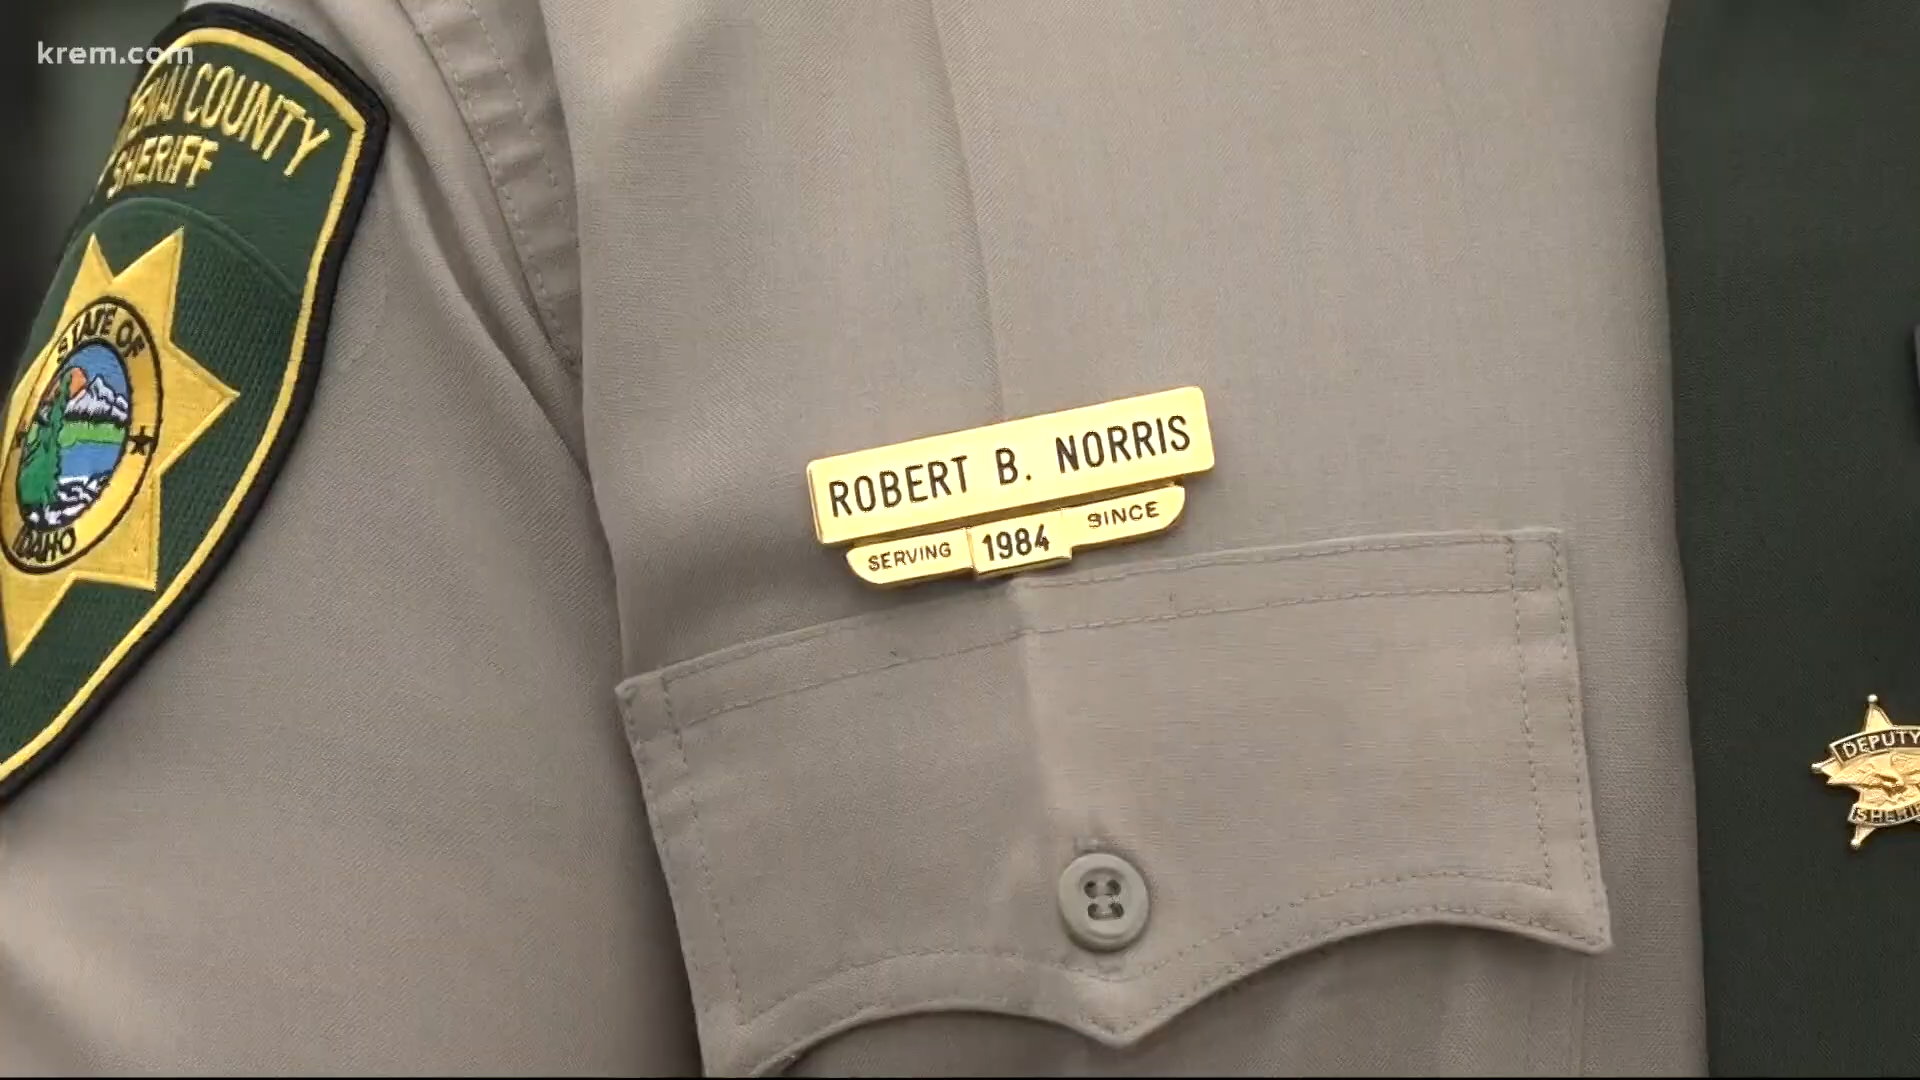 krem.com
COUNTY
SHERIFF
STATE OF
IDAHO
ROBERT B. NORRIS
SERVING 1984 SINCE
DEPUTY